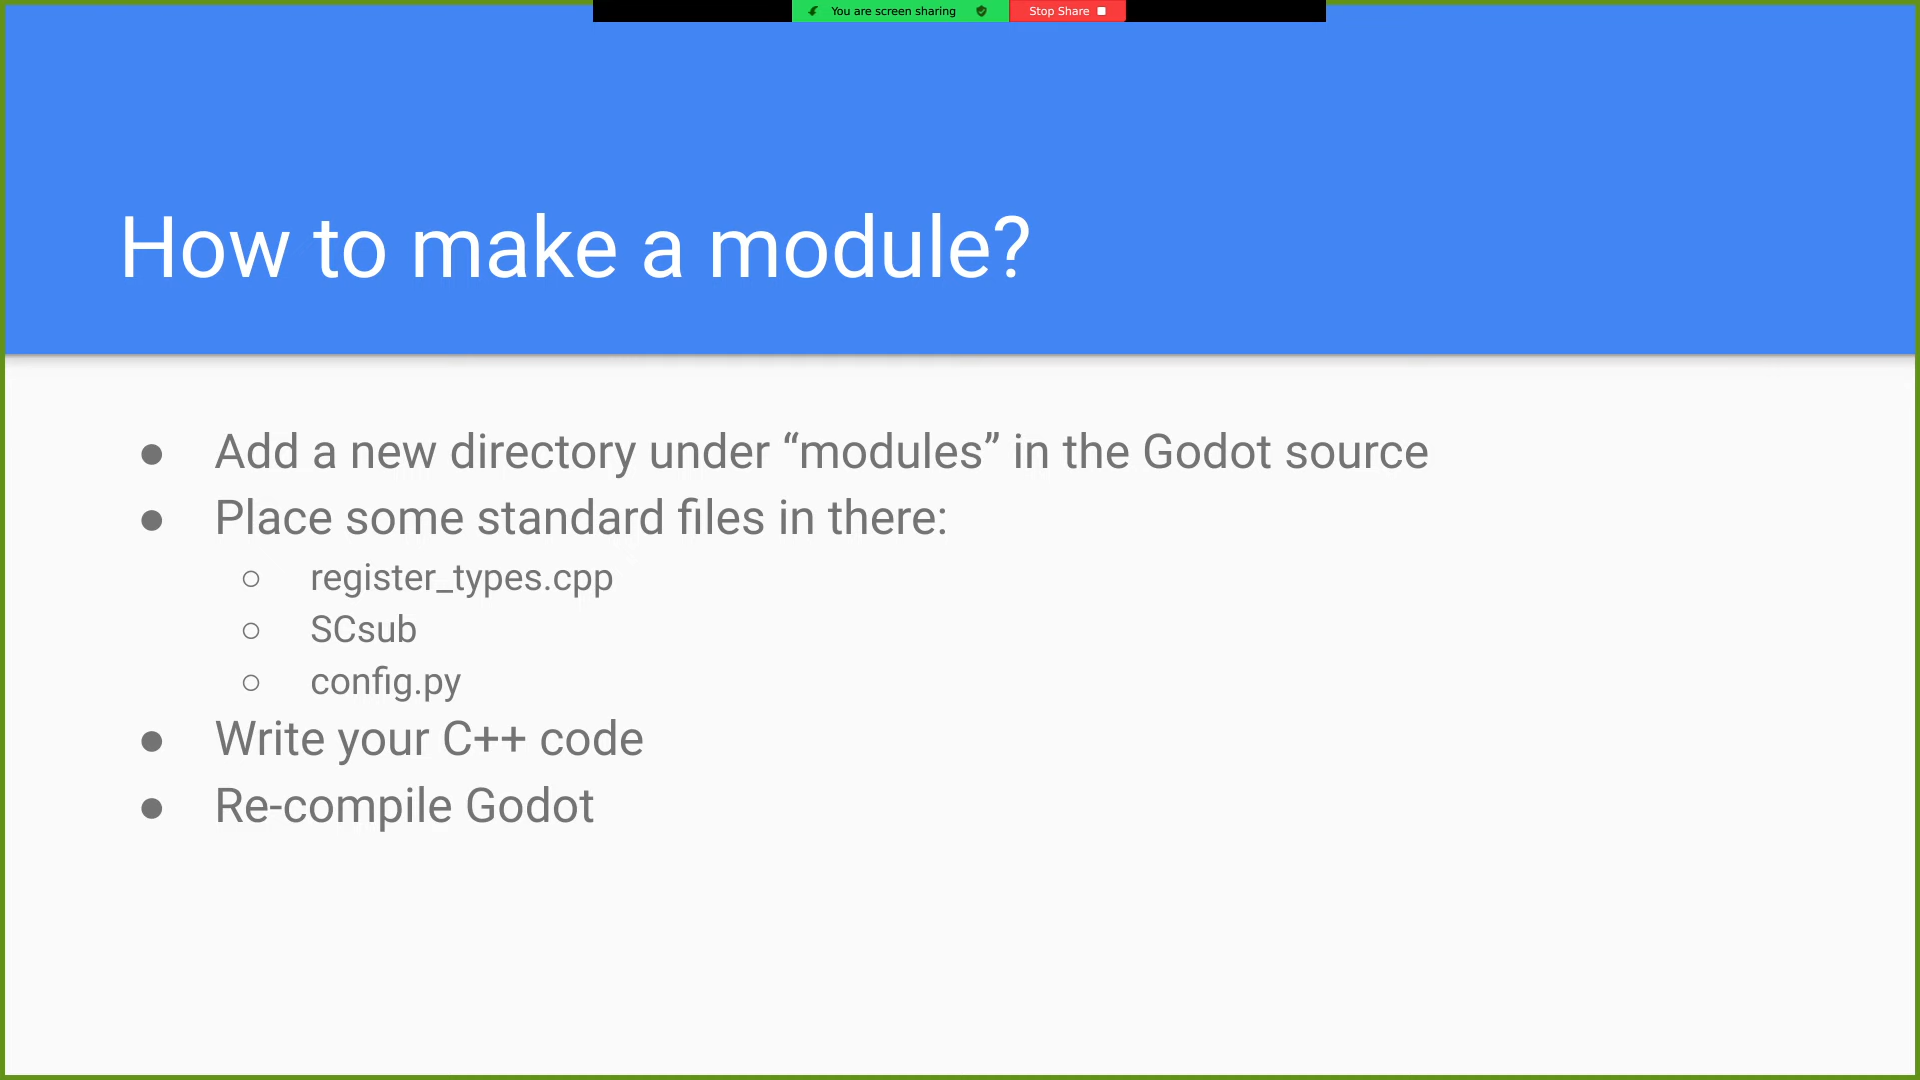 You are screen sharing
Stop Share
How to make a module?
● Add a new directory under “modules” in the Godot source
● Place some standard files in there:
○ register_types.cpp
○ SCsub
○ config.py
● Write your C++ code
● Re-compile Godot